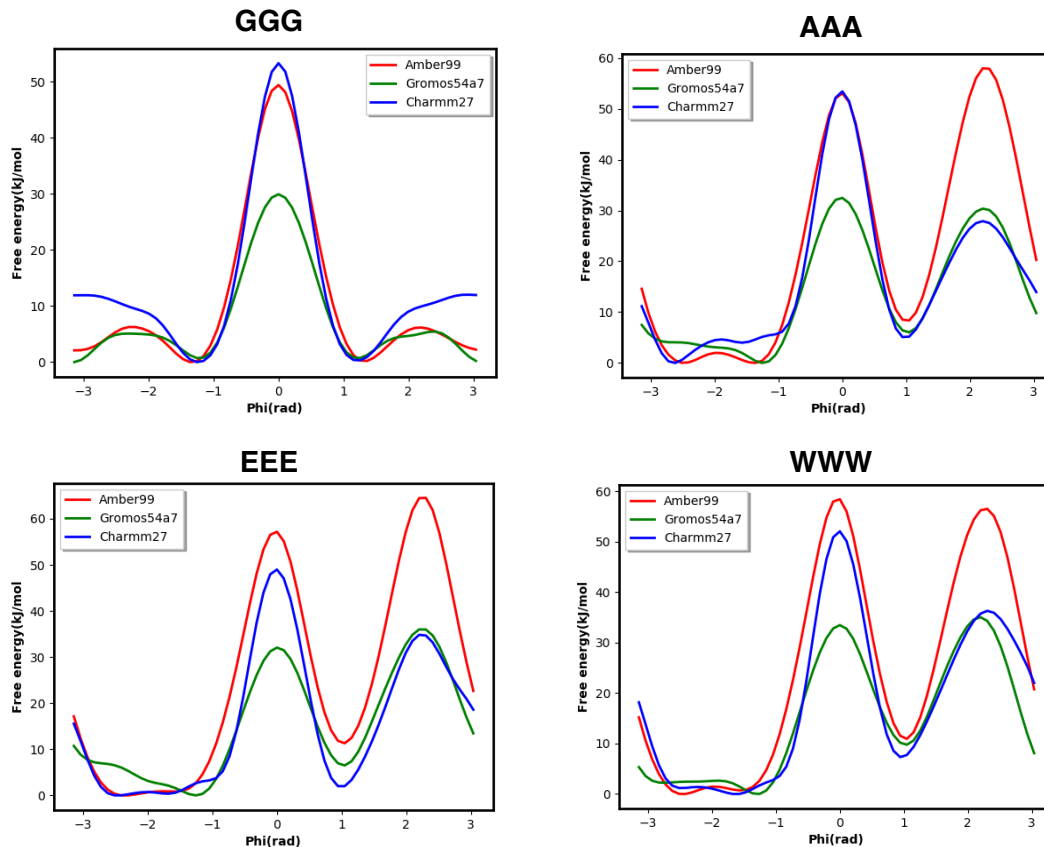 GGG
Free energy(kJ/mol)
50
40
30
20
10
0
Amber99
Gromos54a7
Charmm27
−3 −2 −1 0 1 2 3
Phi(rad)
AAA
Free energy(kJ/mol)
60
50
40
30
20
10
0
Amber99
Gromos54a7
Charmm27
−3 −2 −1 0 1 2 3
Phi(rad)
EEE
Free energy(kJ/mol)
60
50
40
30
20
10
0
Amber99
Gromos54a7
Charmm27
−3 −2 −1 0 1 2 3
Phi(rad)
WWW
Free energy(kJ/mol)
60
50
40
30
20
10
0
Amber99
Gromos54a7
Charmm27
−3 −2 −1 0 1 2 3
Phi(rad)